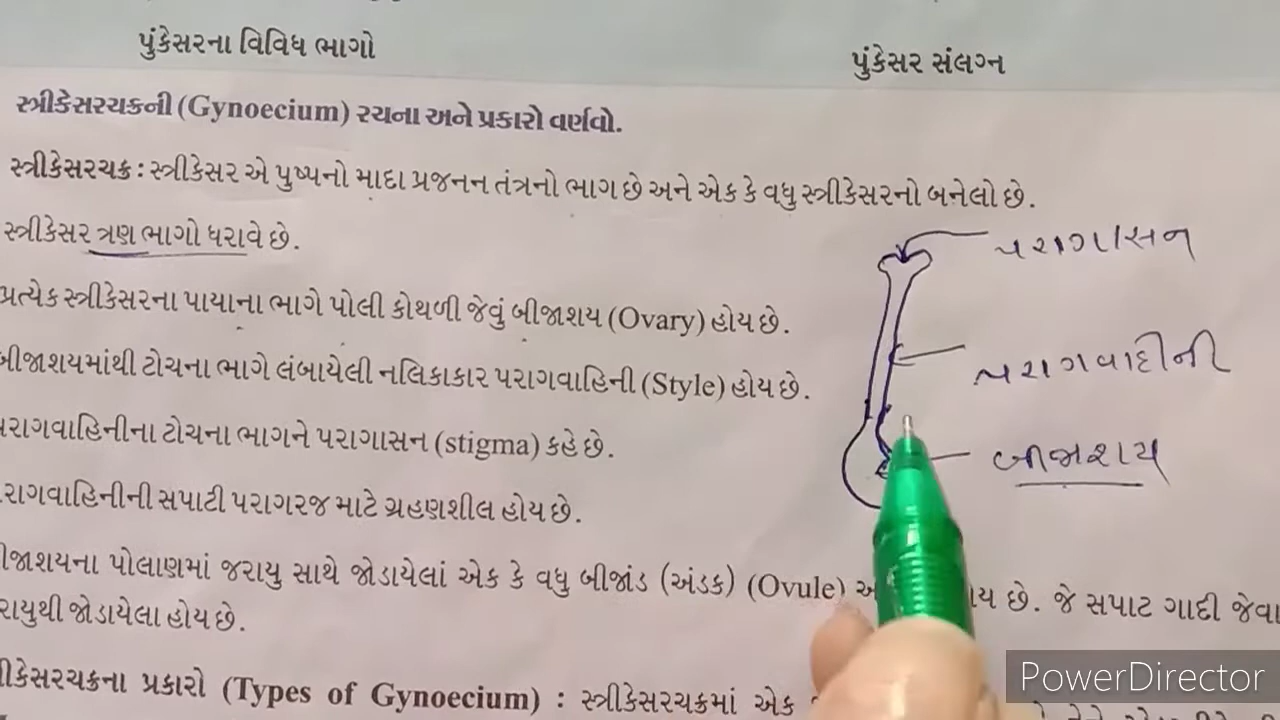 પુંકેસરના વિવિધ ભાગો
પુંકેસર સંલગ્ન
સ્ત્રીકેસરચક્રની (Gynoecium) રચના અને પ્રકારો વર્ણવો.
સ્ત્રીકેસરચક્ર : સ્ત્રીકેસર એ પુષ્પનો માદા પ્રજનન તંત્રનો ભાગ છે અને એક કે વધુ સ્ત્રીકેસરનો બનેલો છે.
સ્ત્રીકેસર ત્રણ ભાગો ધરાવે છે.
પરાગાસન
પ્રત્યેક સ્ત્રીકેસરના પાયાના ભાગે પોલી કોથળી જેવું બીજાશય (Ovary) હોય છે.
બીજાશયમાંથી ટોચના ભાગે લંબાયેલી નલિકાકાર પરાગવાહિની (Style) હોય છે.
પરાગવાહીની
પરાગવાહિનીના ટોચના ભાગને પરાગાસન (stigma) કહે છે.
બીજાશય
પરાગવાહિનીની સપાટી પરાગરજ માટે ગ્રહણશીલ હોય છે.
બીજાશયના પોલાણમાં જરાયુ સાથે જોડાયેલાં એક કે વધુ બીજાંડ (અંડક) (Ovule) છે. જે સપાટ ગાદી જેવા
જરાયુથી જોડાયેલા હોય છે.
સ્ત્રીકેસરચક્રના પ્રકારો (Types of Gynoecium) : સ્ત્રીકેસરચક્રમાં એક
PowerDirector